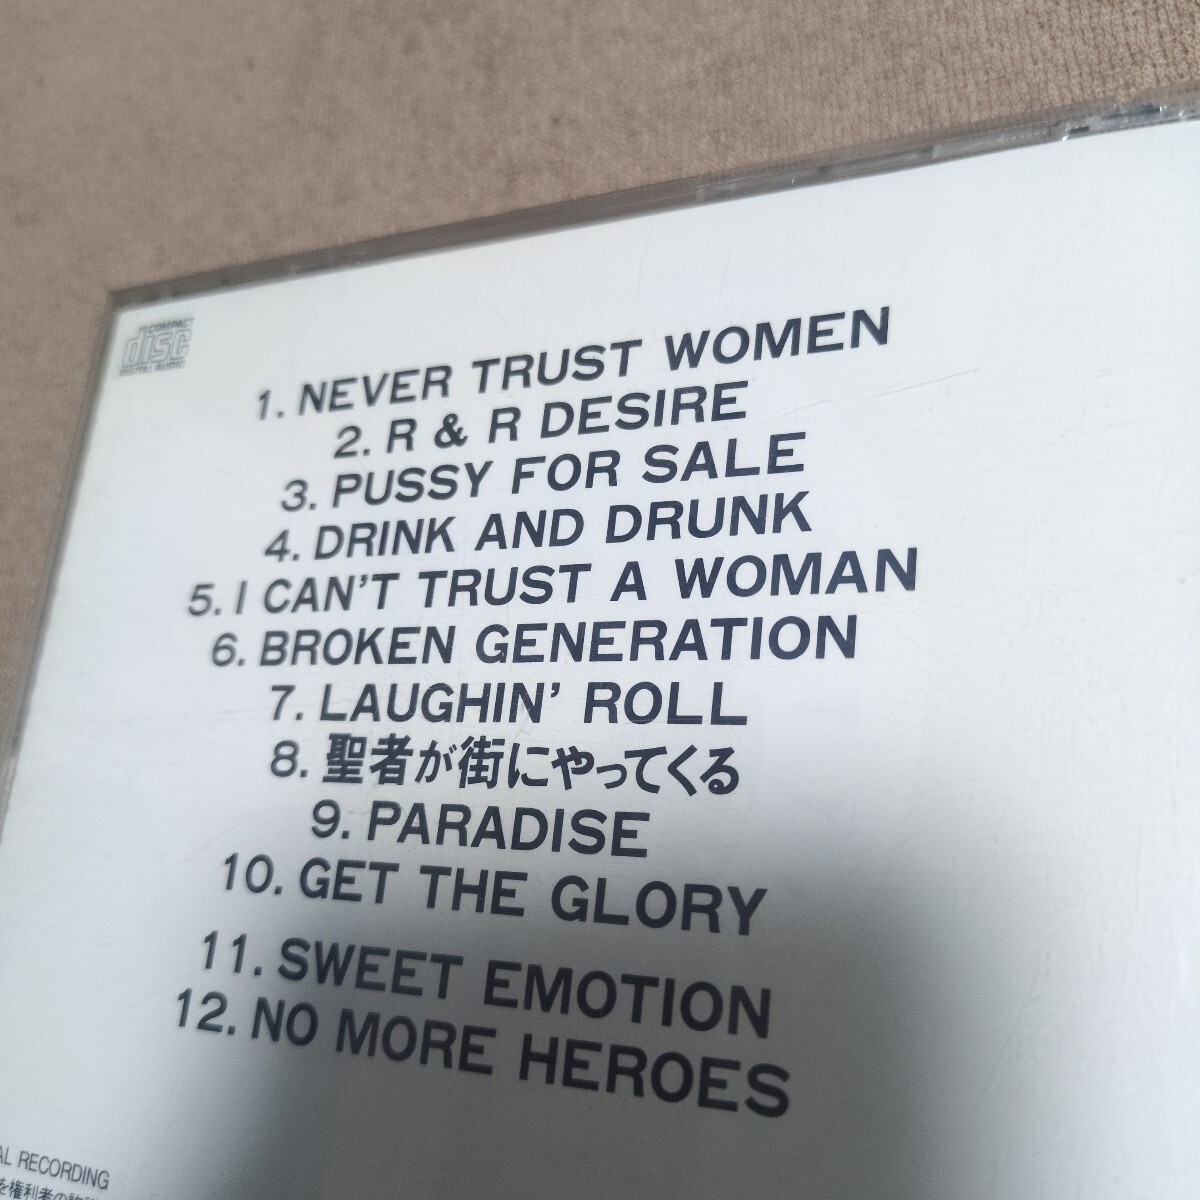 COMPACT
disc
DIGITAL AUDIO
1. NEVER TRUST WOMEN
2. R & R DESIRE
3. PUSSY FOR SALE
4. DRINK AND DRUNK
5. I CAN'T TRUST A WOMAN
6. BROKEN GENERATION
7. LAUGHIN' ROLL
8. 聖者が街にやってくる
9. PARADISE
10. GET THE GLORY
11. SWEET EMOTION
12. NO MORE HEROES
AL RECORDING
を権利者の許